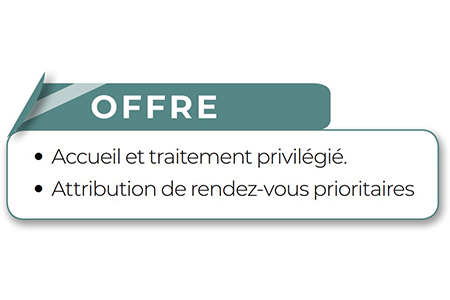 OFFRE
• Accueil et traitement privilégié.
• Attribution de rendez-vous prioritaires